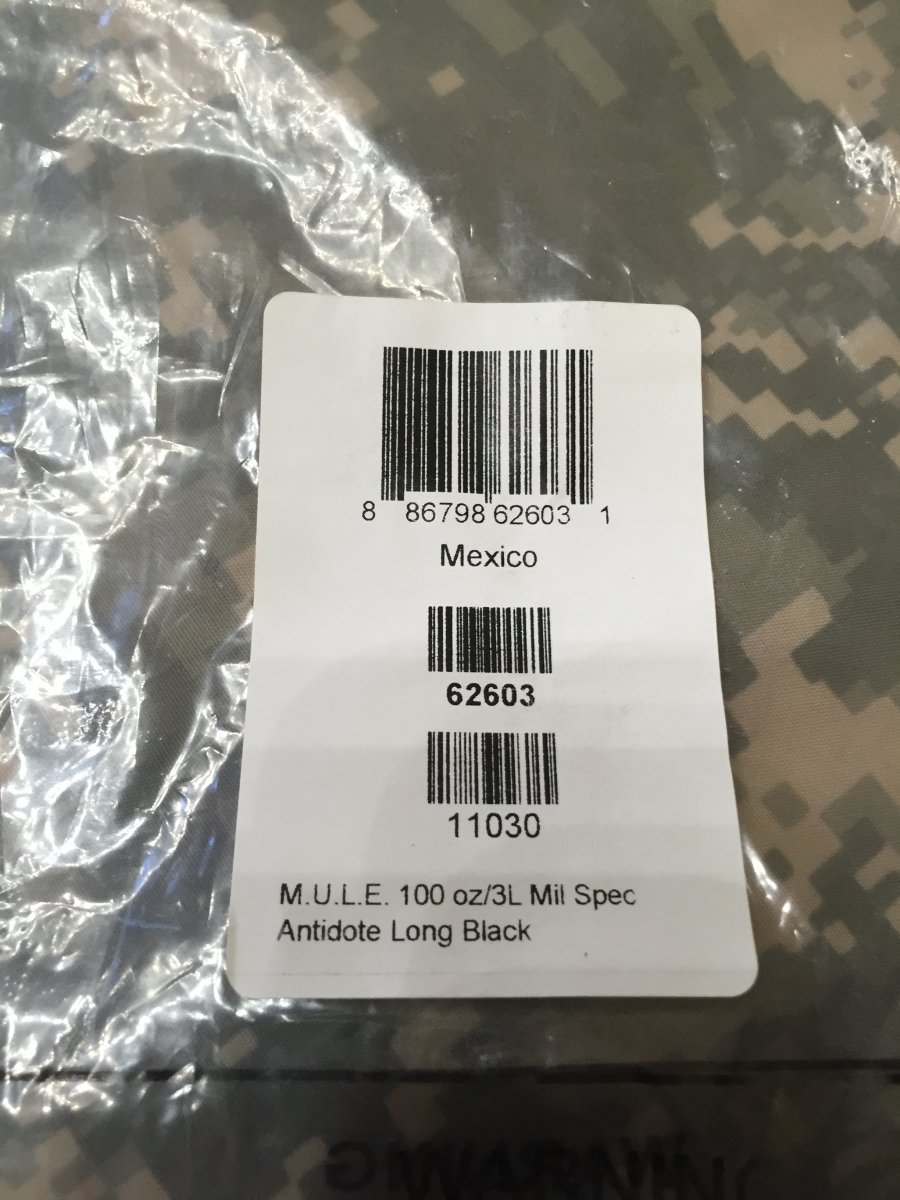 8 86798 62603 1
Mexico
62603
11030
M.U.L.E. 100 oz/3L Mil Spec
Antidote Long Black